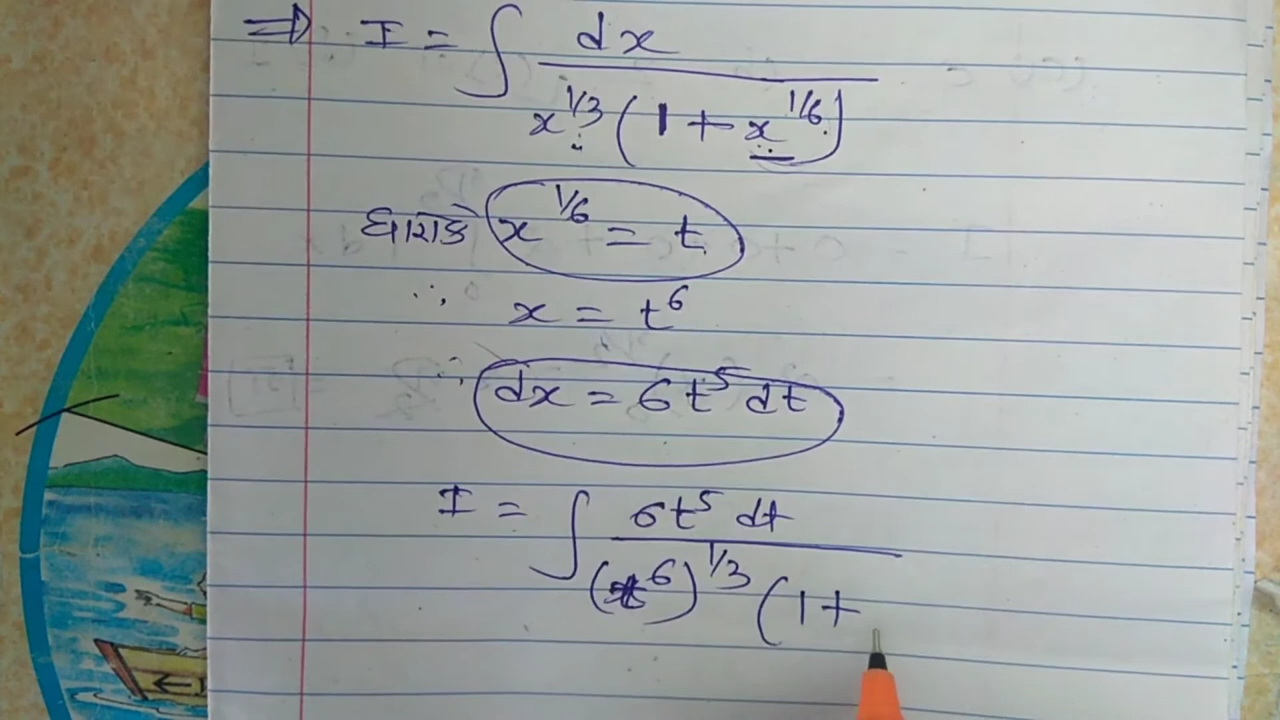 ⇒ I = ∫ dx / x^{1/3} (1 + x^{1/6})
ધારોકે x^{1/6} = t
∴ x = t^6
∴ dx = 6t^5 dt
I = ∫ 6t^5 dt / (t^6)^{1/3} (1 +